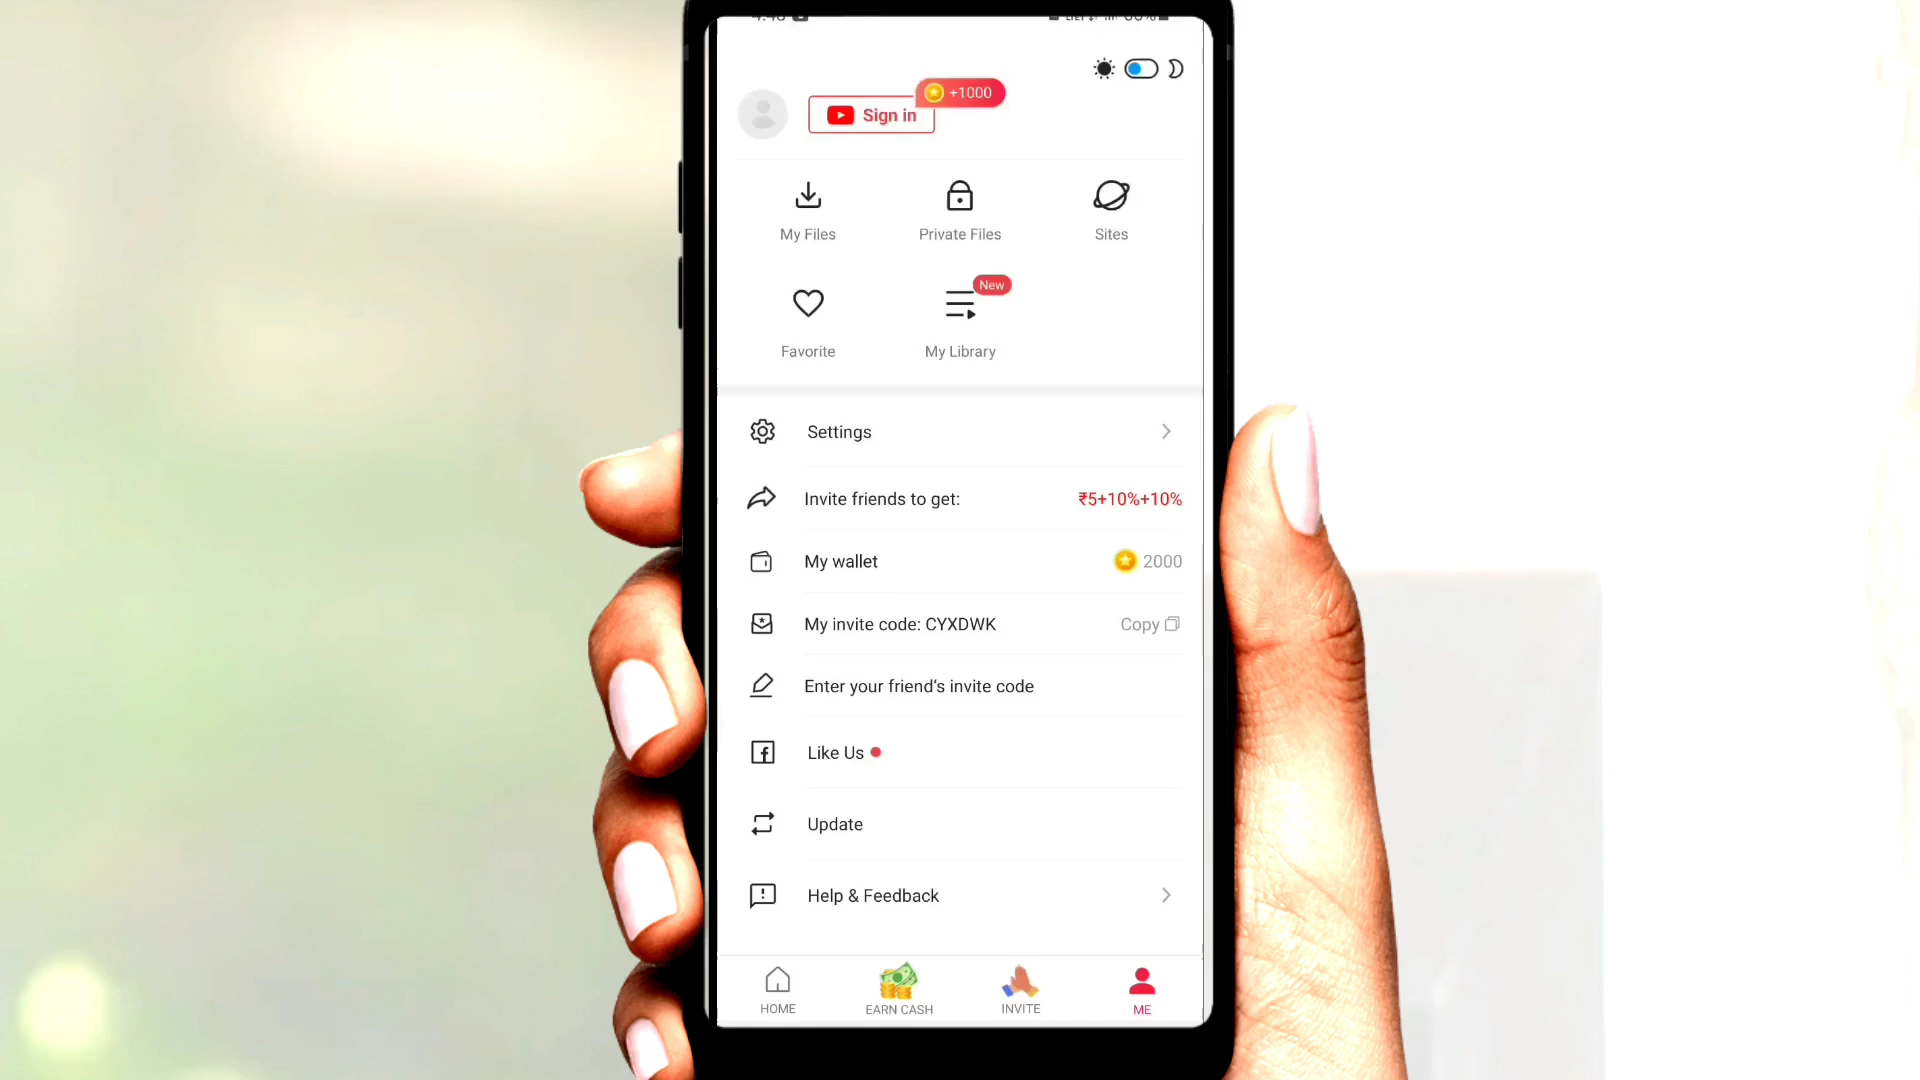 +1000
Sign in
My Files
Private Files
Sites
New
Favorite
My Library
Settings
Invite friends to get:
₹5+10%+10%
My wallet
2000
My invite code: CYXDWK
Copy
Enter your friend's invite code
Like Us
Update
Help & Feedback
HOME
EARN CASH
INVITE
ME